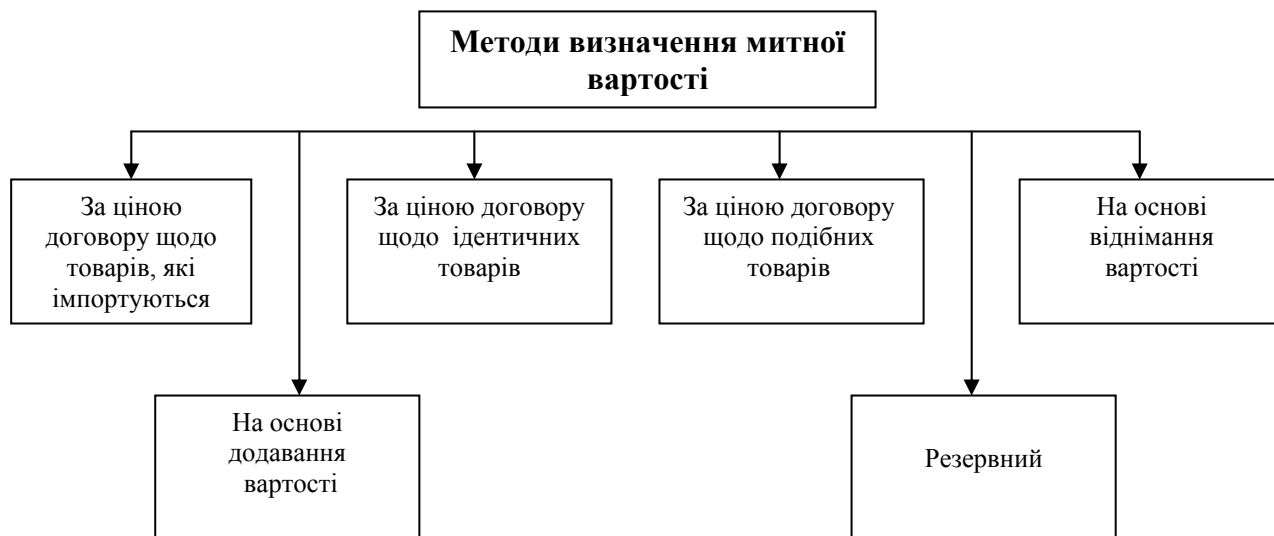 Методи визначення митної
вартості
За ціною
договору щодо
товарів, які
імпортуються
За ціною договору
щодо ідентичних
товарів
За ціною договору
щодо подібних
товарів
На основі
віднімання
вартості
На основі
додавання
вартості
Резервний